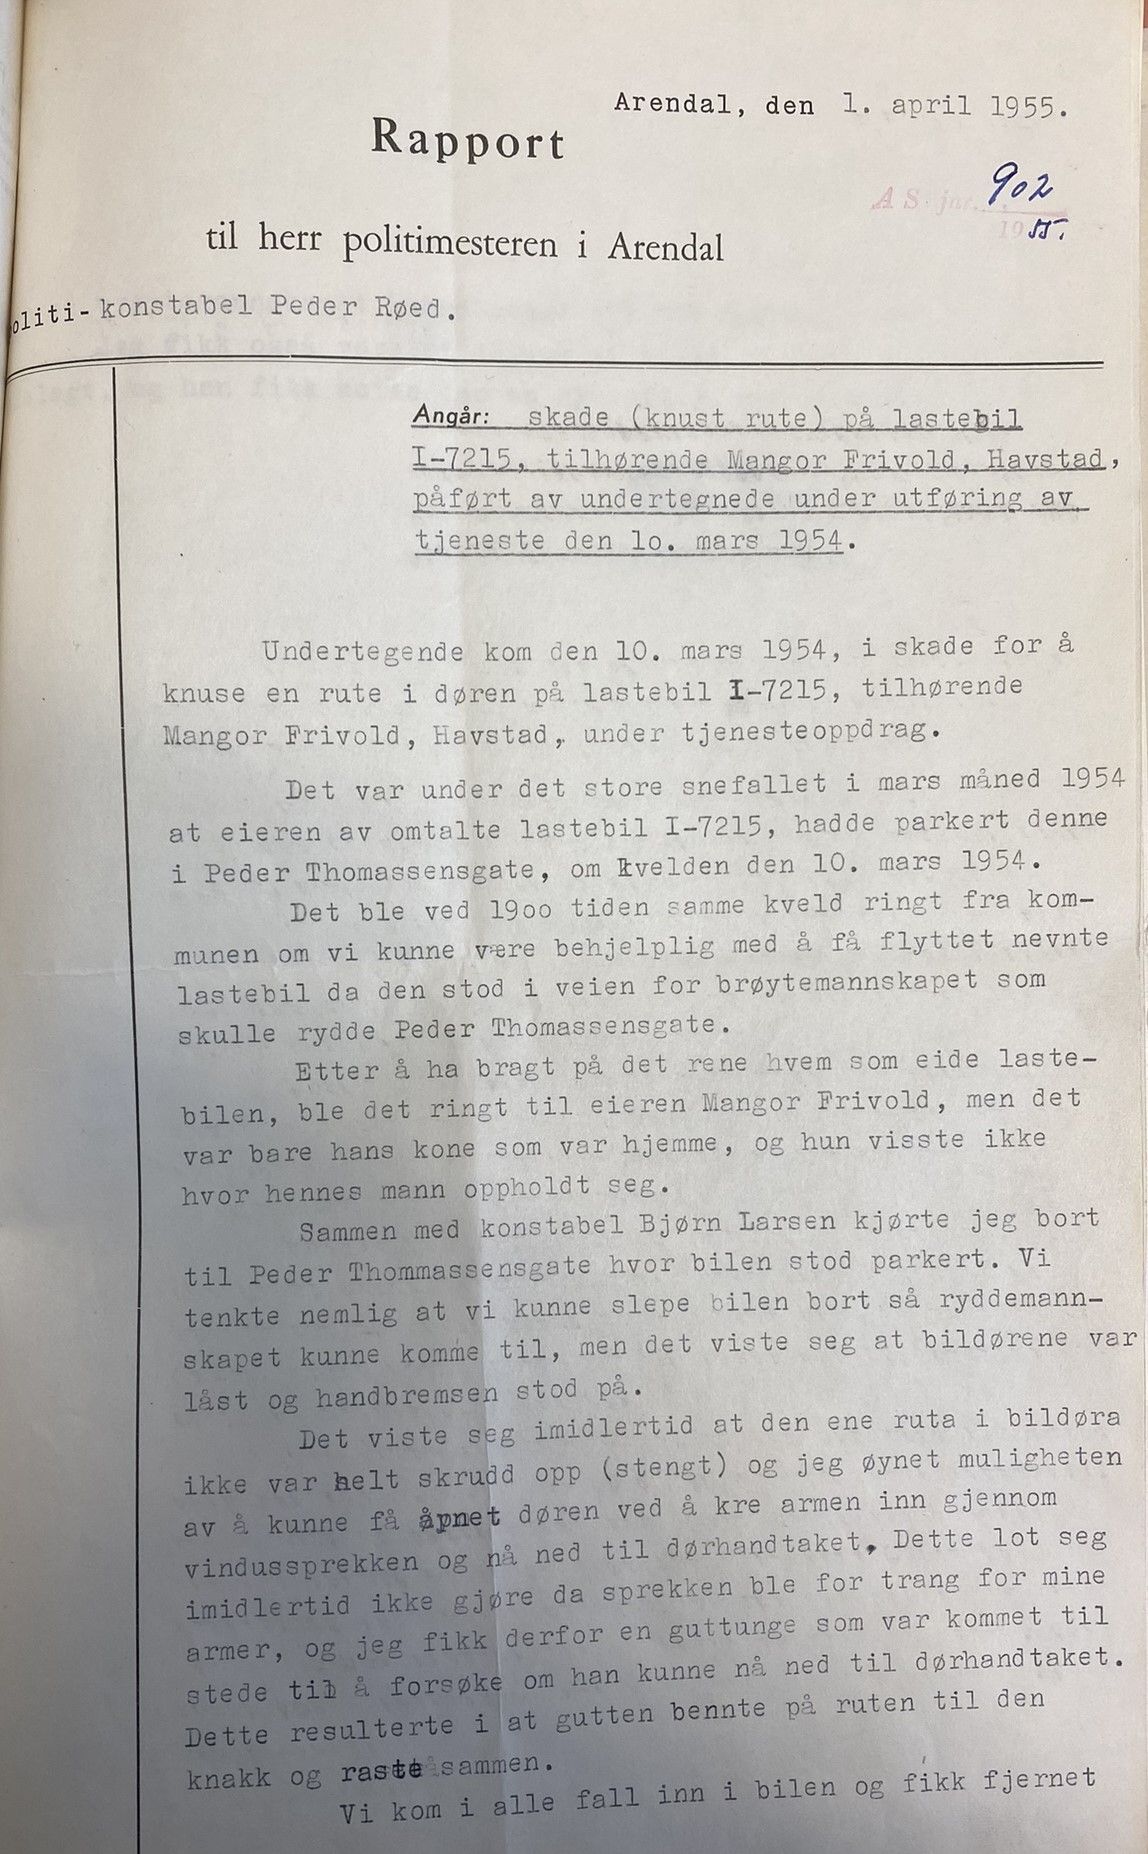 Arendal, den 1. april 1955.
Rapport
A S jnr. 902
1955.
til herr politimesteren i Arendal
oliti- konstabel Peder Røed.
Angår: skade (knust rute) på lastebil
I-7215, tilhørende Mangor Frivold, Havstad,
påført av undertegnede under utføring av
tjeneste den lo. mars 1954.
Undertegende kom den 10. mars 1954, i skade for å
knuse en rute i døren på lastebil I-7215, tilhørende
Mangor Frivold, Havstad, under tjenesteoppdrag.
Det var under det store snefallet i mars måned 1954
at eieren av omtalte lastebil I-7215, hadde parkert denne
i Peder Thomassensgate, om kvelden den 10. mars 1954.
Det ble ved 19oo tiden samme kveld ringt fra kom-
munen om vi kunne være behjelplig med å få flyttet nevnte
lastebil da den stod i veien for brøytemannskapet som
skulle rydde Peder Thomassensgate.
Etter å ha bragt på det rene hvem som eide laste-
bilen, ble det ringt til eieren Mangor Frivold, men det
var bare hans kone som var hjemme, og hun visste ikke
hvor hennes mann oppholdt seg.
Sammen med konstabel Bjørn Larsen kjørte jeg bort
til Peder Thommassensgate hvor bilen stod parkert. Vi
tenkte nemlig at vi kunne slepe bilen bort så ryddemann-
skapet kunne komme til, men det viste seg at bildørene var
låst og handbremsen stod på.
Det viste seg imidlertid at den ene ruta i bildøra
ikke var helt skrudd opp (stengt) og jeg øynet muligheten
av å kunne få åpnet døren ved å kre armen inn gjennom
vindussprekken og nå ned til dørhandtaket. Dette lot seg
imidlertid ikke gjøre da sprekken ble for trang for mine
armer, og jeg fikk derfor en guttunge som var kommet til
stede til å forsøke om han kunne nå ned til dørhandtaket.
Dette resulterte i at gutten bennte på ruten til den
knakk og raste sammen.
Vi kom i alle fall inn i bilen og fikk fjernet